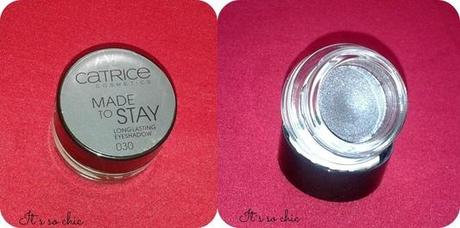 CATRICE
COSMETICS
MADE
TO STAY
LONGLASTING
EYESHADOW
030
It's so chic
It's so chic